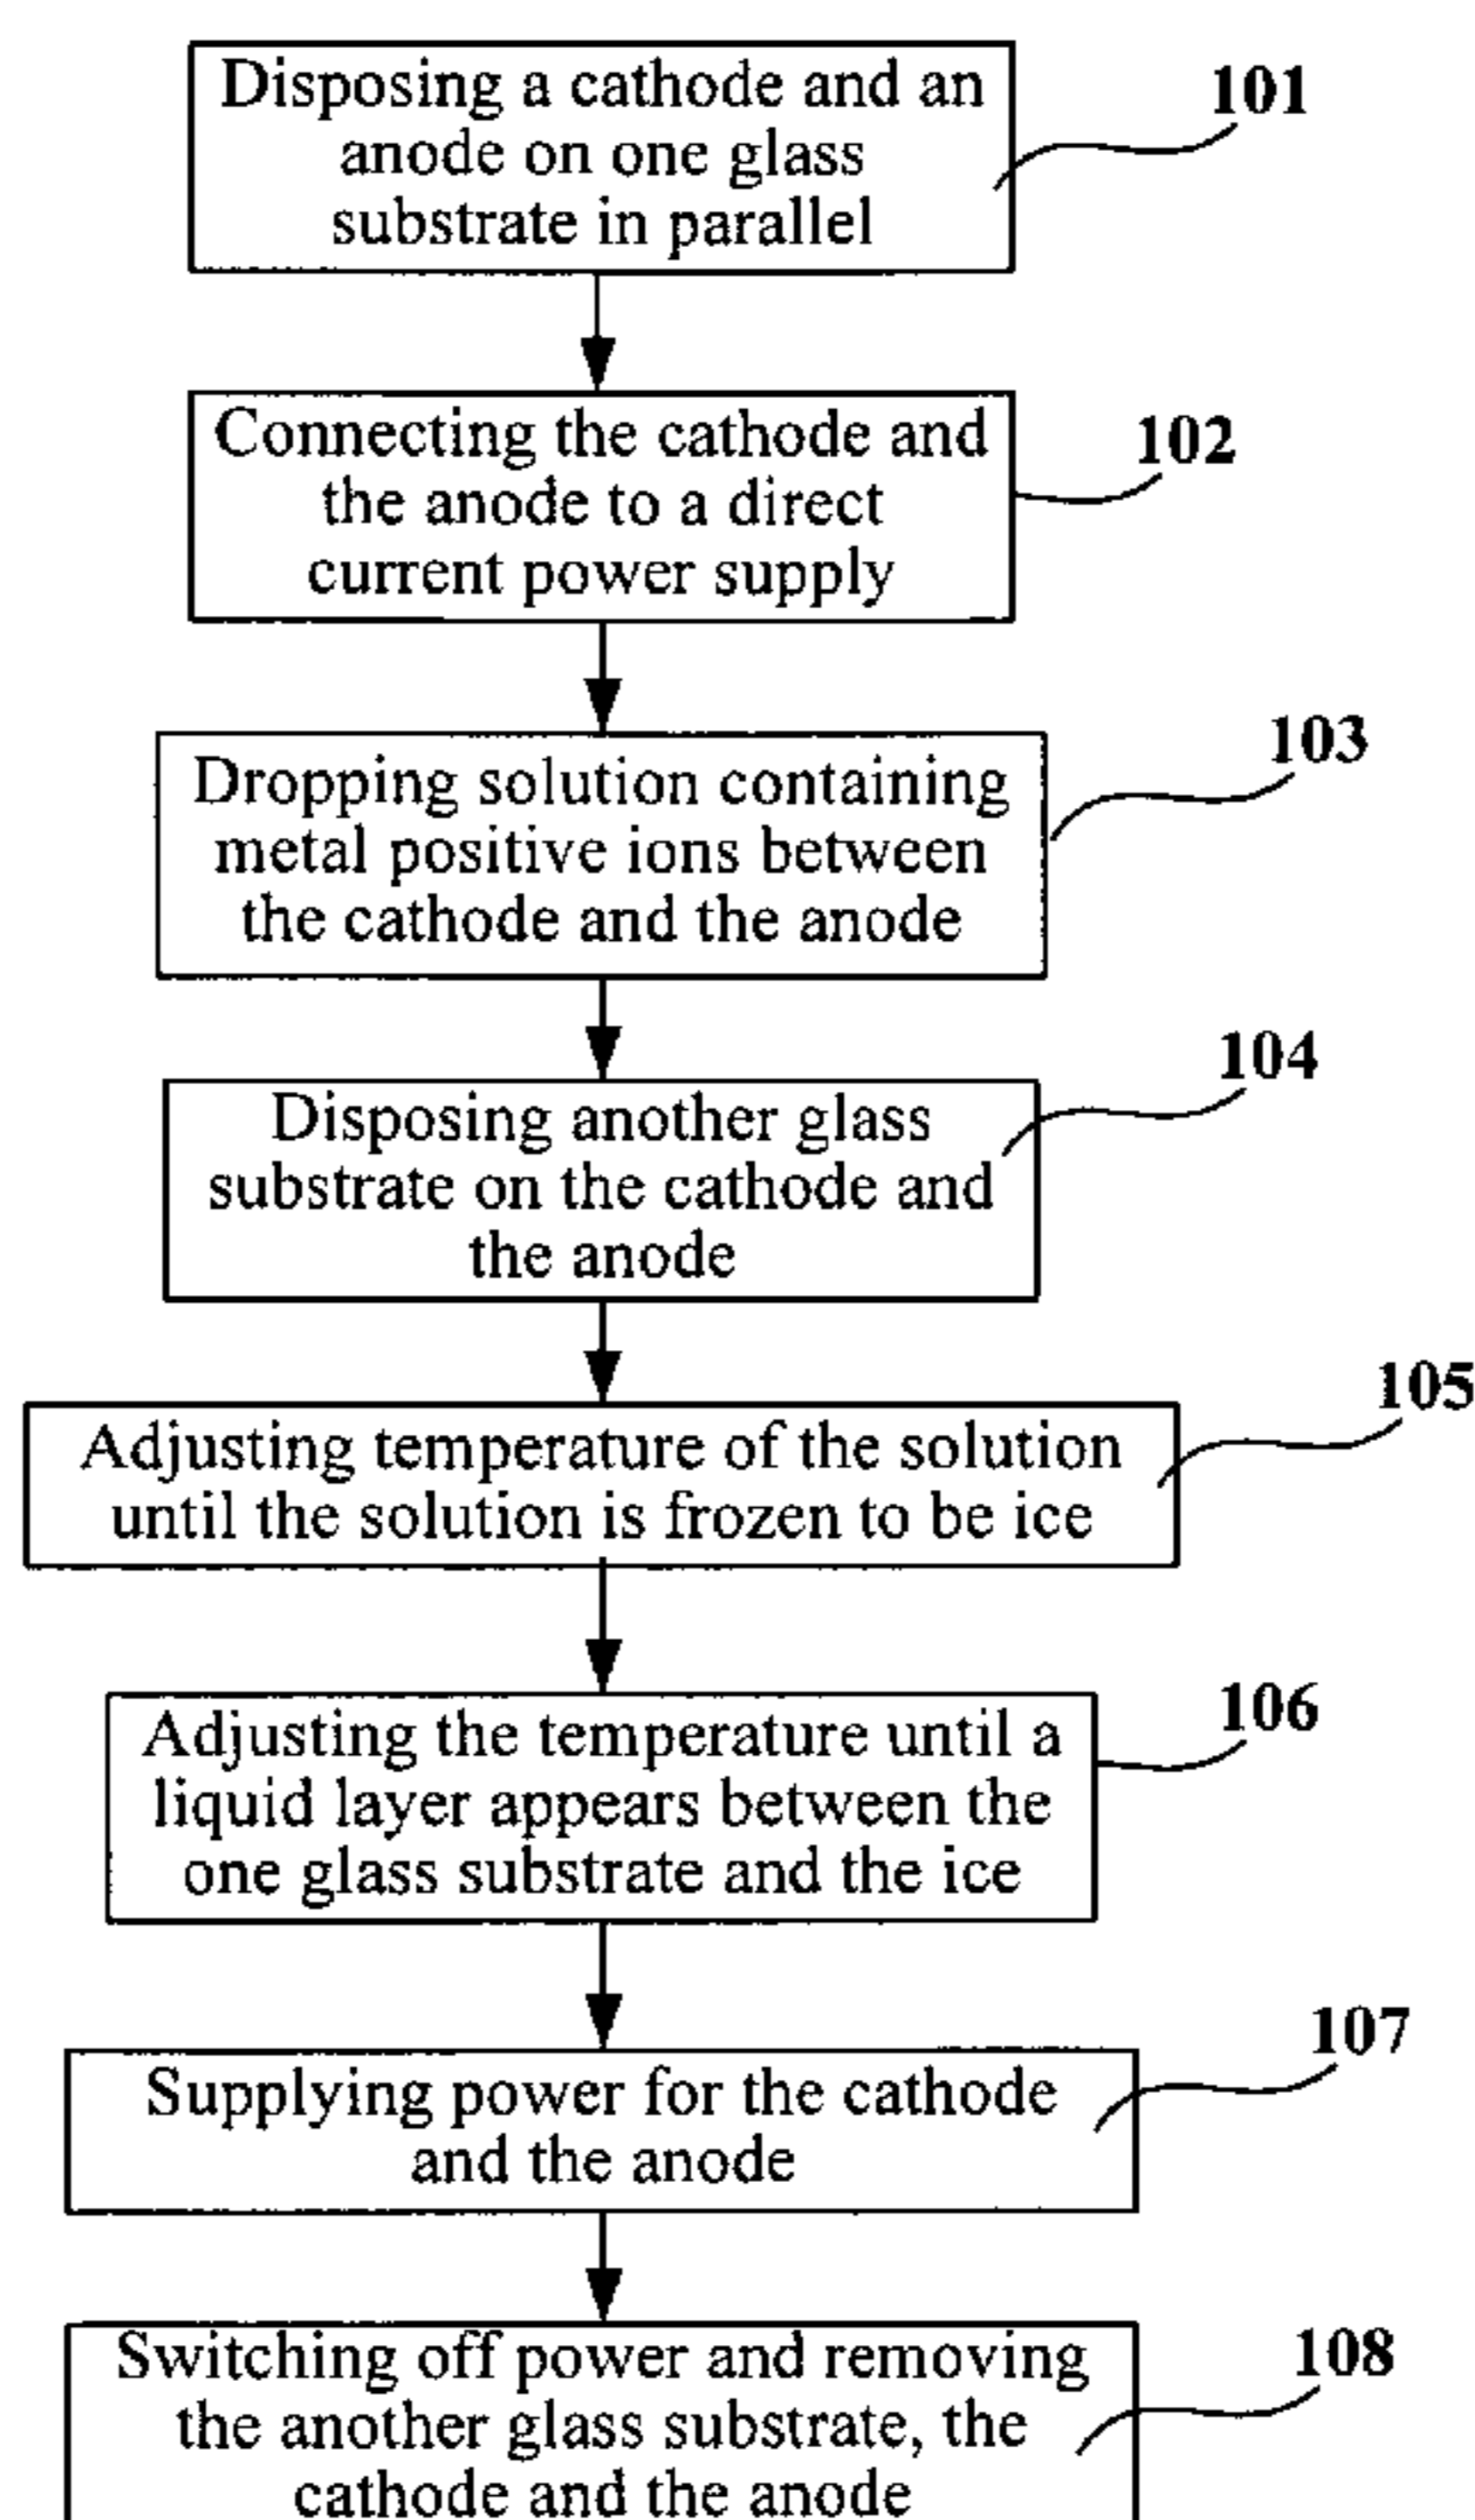 Disposing a cathode and an
anode on one glass
substrate in parallel
101
Connecting the cathode and
the anode to a direct
current power supply
102
Dropping solution containing
metal positive ions between
the cathode and the anode
103
Disposing another glass
substrate on the cathode and
the anode
104
Adjusting temperature of the solution
until the solution is frozen to be ice
105
Adjusting the temperature until a
liquid layer appears between the
one glass substrate and the ice
106
Supplying power for the cathode
and the anode
107
Switching off power and removing
the another glass substrate, the
cathode and the anode
108